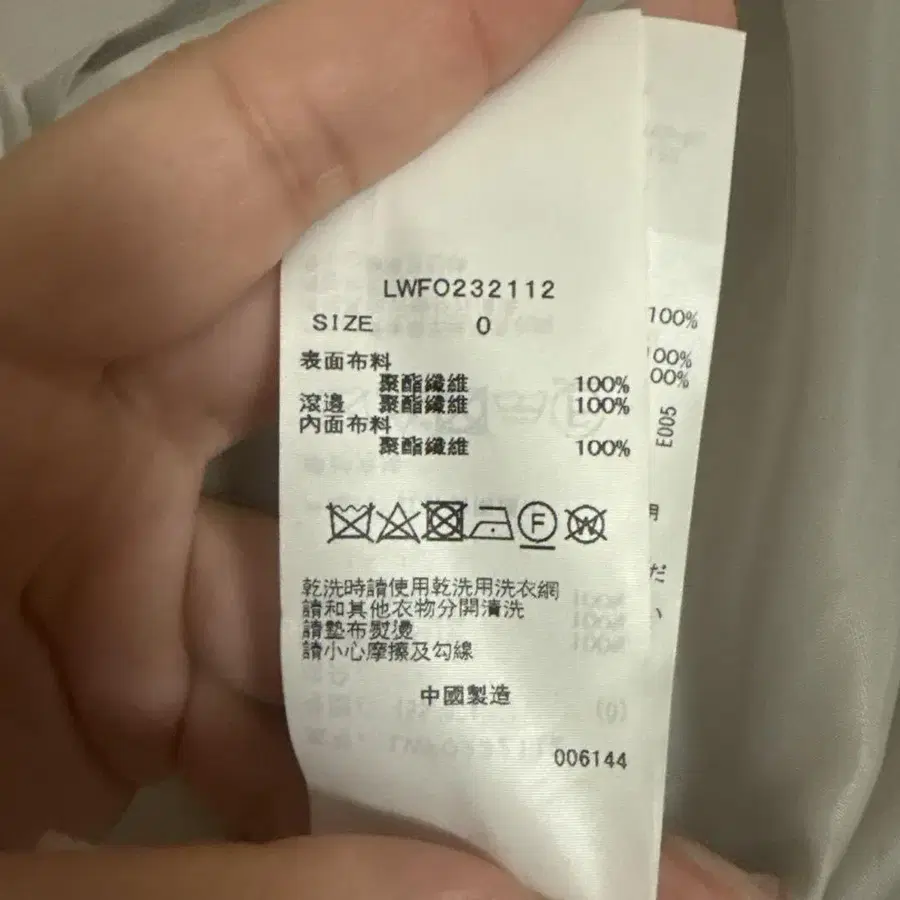 LWFO232112
SIZE 0
表面布料
聚酯纖維 100%
滾邊 聚酯纖維 100%
內面布料
聚酯纖維 100%
F
W
乾洗時請使用乾洗用洗衣網
請和其他衣物分開清洗
請墊布熨燙
請小心摩擦及勾線
中國製造
006144
100%
00%
00%
E005
用
だ
い